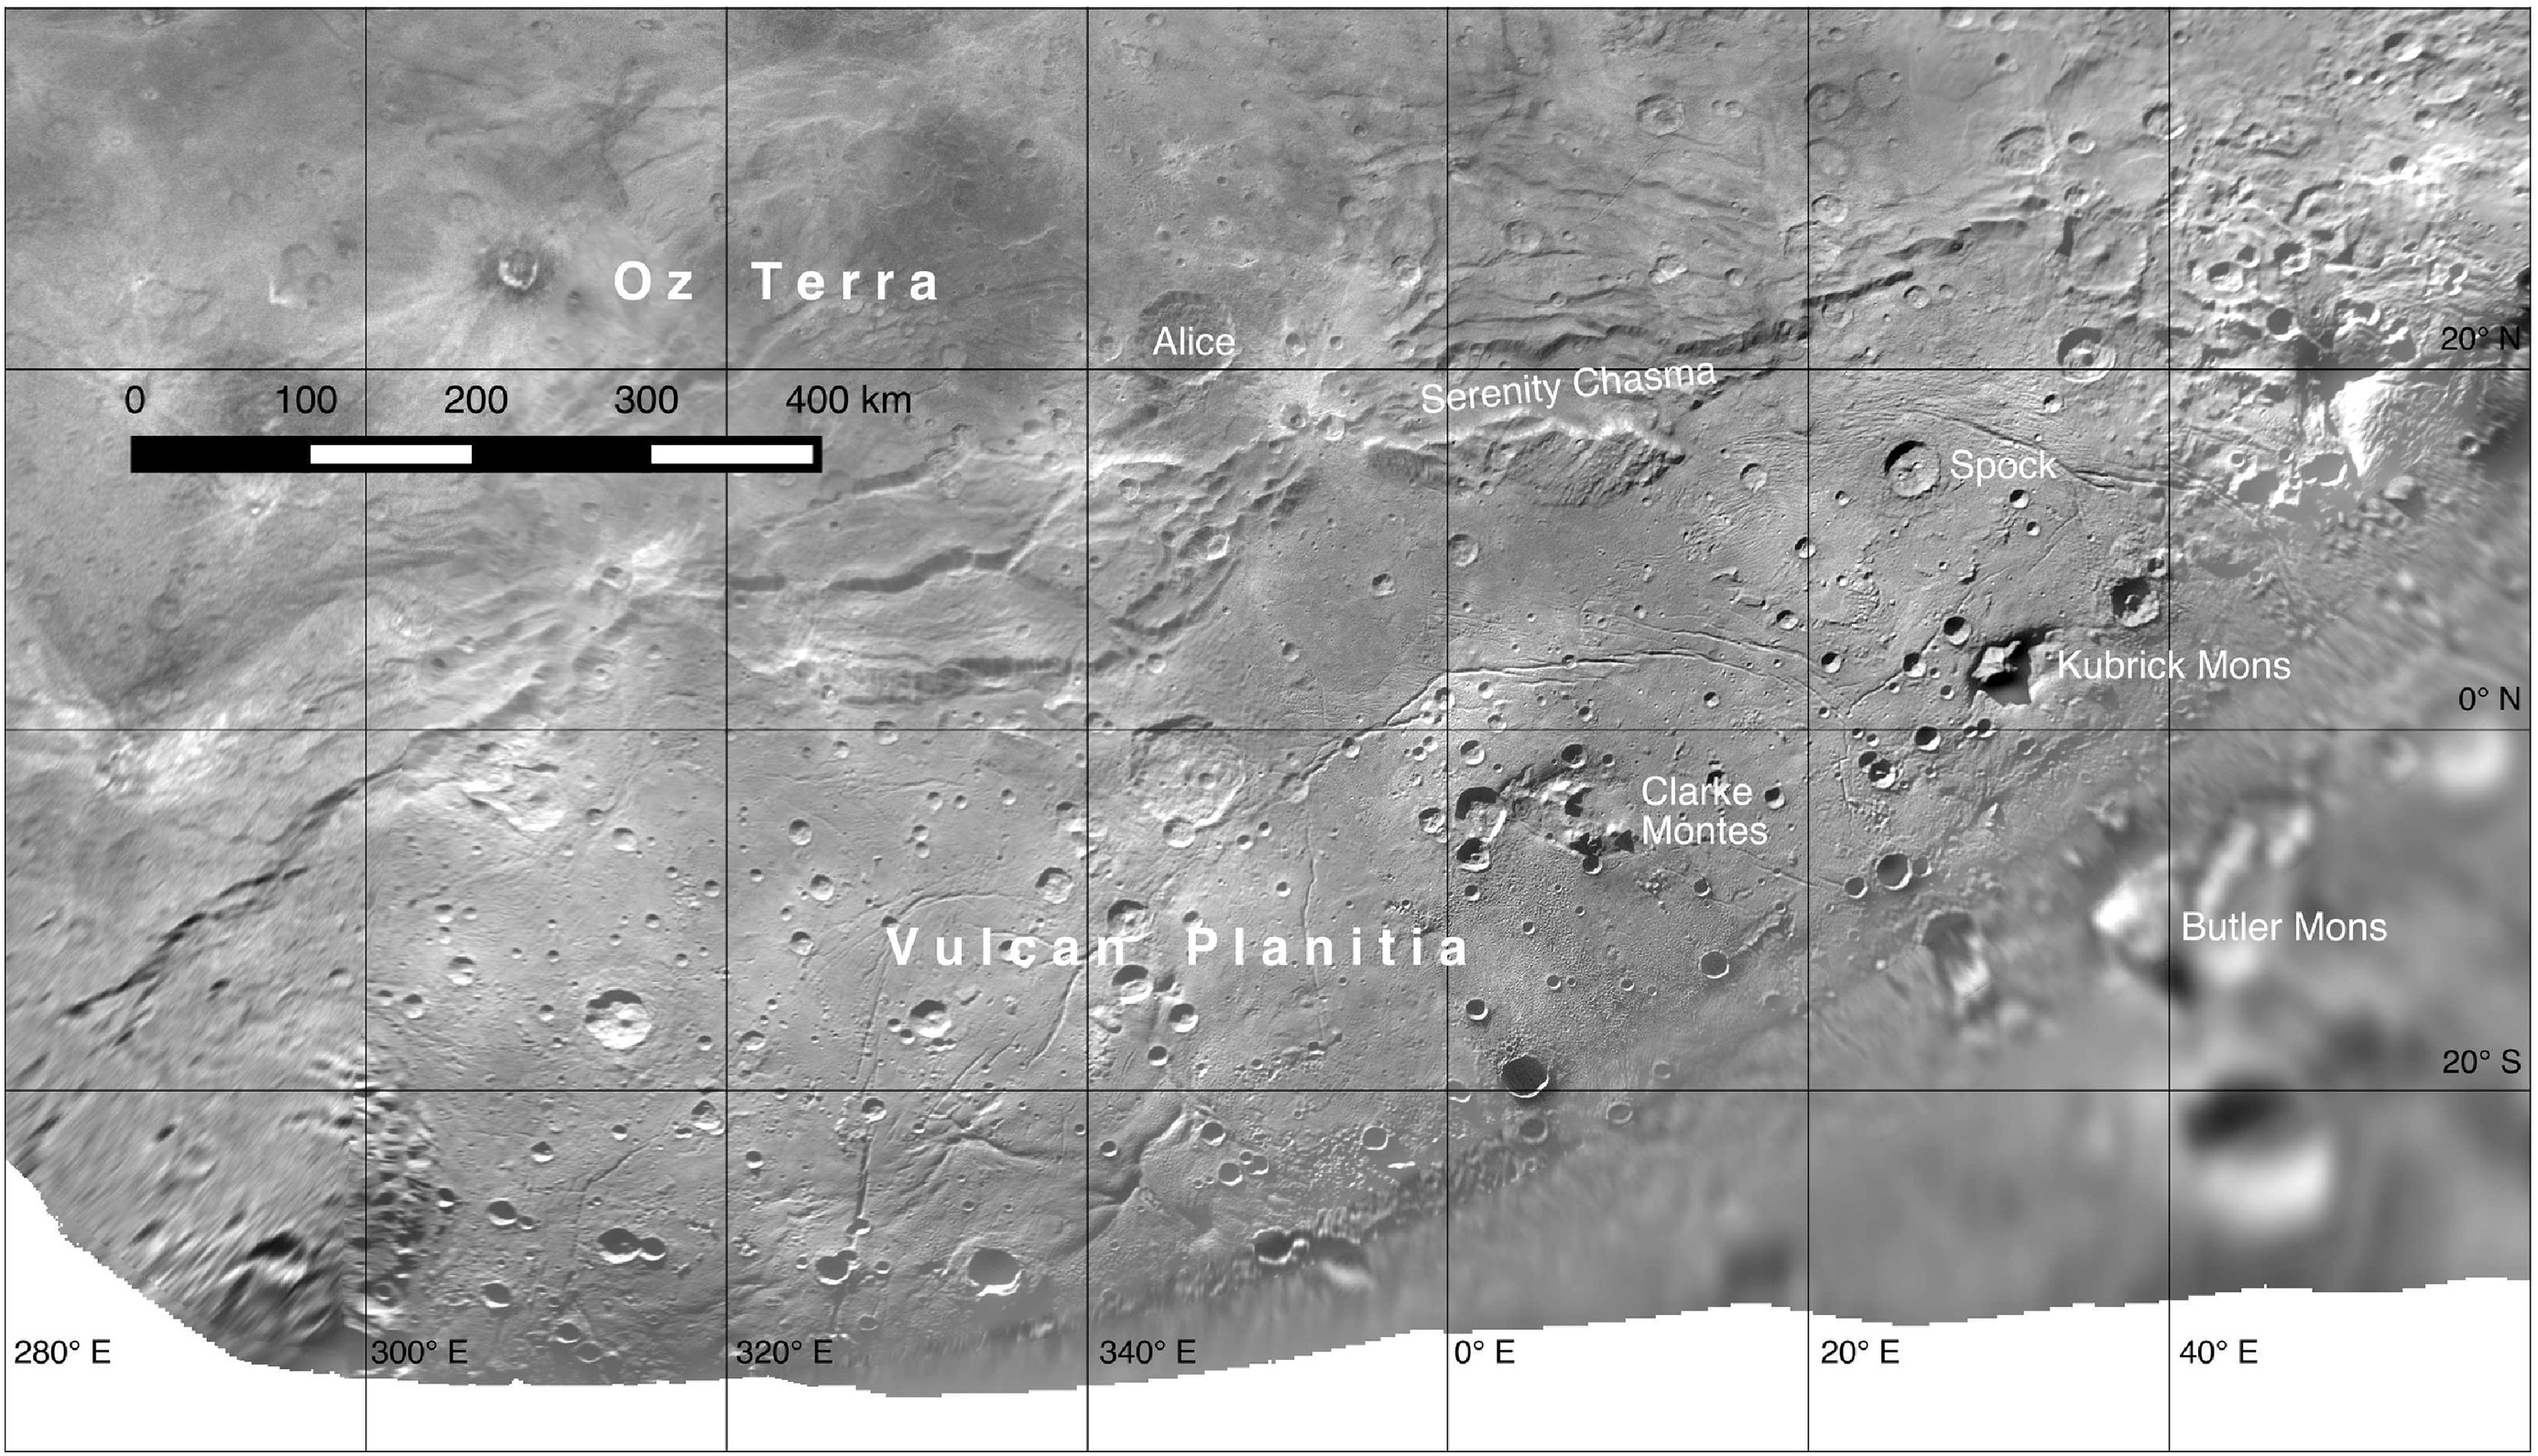 Oz Terra
Alice
20° N
0 100 200 300 400 km
Serenity Chasma
Spock
Kubrick Mons
0° N
Clarke
Montes
Vulcan Planitia
Butler Mons
20° S
280° E 300° E 320° E 340° E 0° E 20° E 40° E